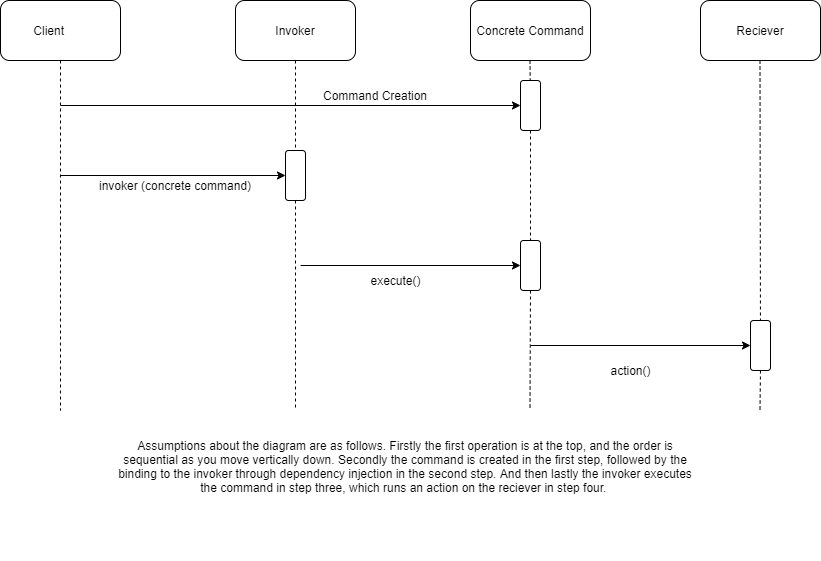 Client
Invoker
Concrete Command
Reciever
Command Creation
invoker (concrete command)
execute()
action()
Assumptions about the diagram are as follows. Firstly the first operation is at the top, and the order is
sequential as you move vertically down. Secondly the command is created in the first step, followed by the
binding to the invoker through dependency injection in the second step. And then lastly the invoker executes
the command in step three, which runs an action on the reciever in step four.